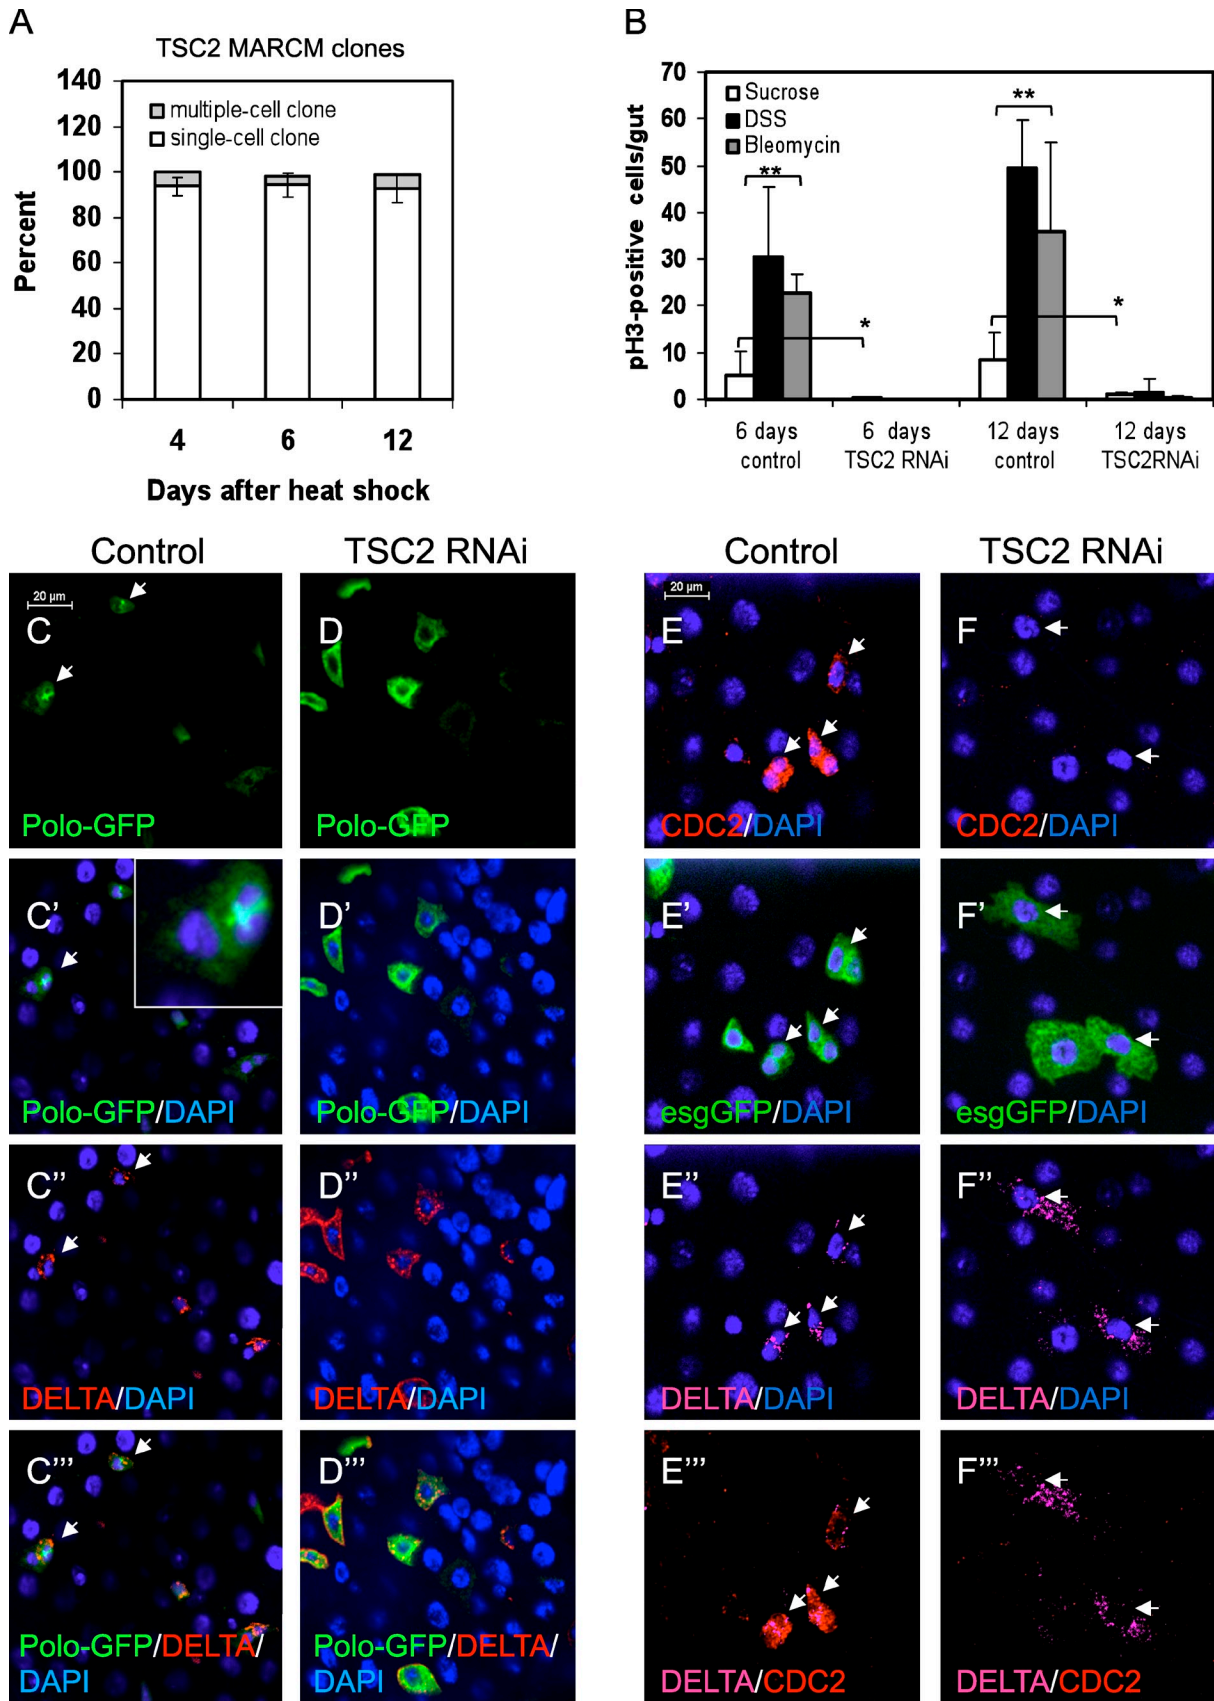 A
TSC2 MARCM clones
140
120
100
80
60
40
20
0
Percent
multiple-cell clone
single-cell clone
4
6
12
Days after heat shock
B
70
60
50
40
30
20
10
0
pH3-positive cells/gut
Sucrose
DSS
Bleomycin
**
*
**
*
6 days
control
6 days
TSC2 RNAi
12 days
control
12 days
TSC2RNAi
Control
TSC2 RNAi
Control
TSC2 RNAi
20 µm
C
Polo-GFP
D
Polo-GFP
20 µm
E
CDC2/DAPI
F
CDC2/DAPI
C'
Polo-GFP/DAPI
D'
Polo-GFP/DAPI
E'
esgGFP/DAPI
F'
esgGFP/DAPI
C''
DELTA/DAPI
D''
DELTA/DAPI
E''
DELTA/DAPI
F''
DELTA/DAPI
C'''
Polo-GFP/DELTA/
DAPI
D'''
Polo-GFP/DELTA/
DAPI
E'''
DELTA/CDC2
F'''
DELTA/CDC2